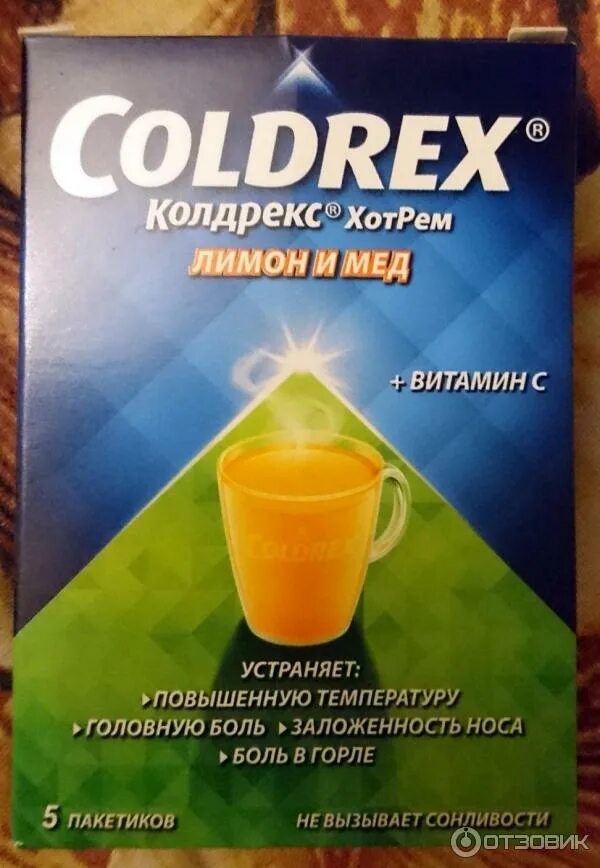 COLDREX®
Колдрекс® ХотРем
ЛИМОН И МЕД
+ ВИТАМИН С
COLDREX
УСТРАНЯЕТ:
ПОВЫШЕННУЮ ТЕМПЕРАТУРУ
ГОЛОВНУЮ БОЛЬ ЗАЛОЖЕННОСТЬ НОСА
БОЛЬ В ГОРЛЕ
5 ПАКЕТИКОВ НЕ ВЫЗЫВАЕТ СОНЛИВОСТИ
ОТЗОВИК